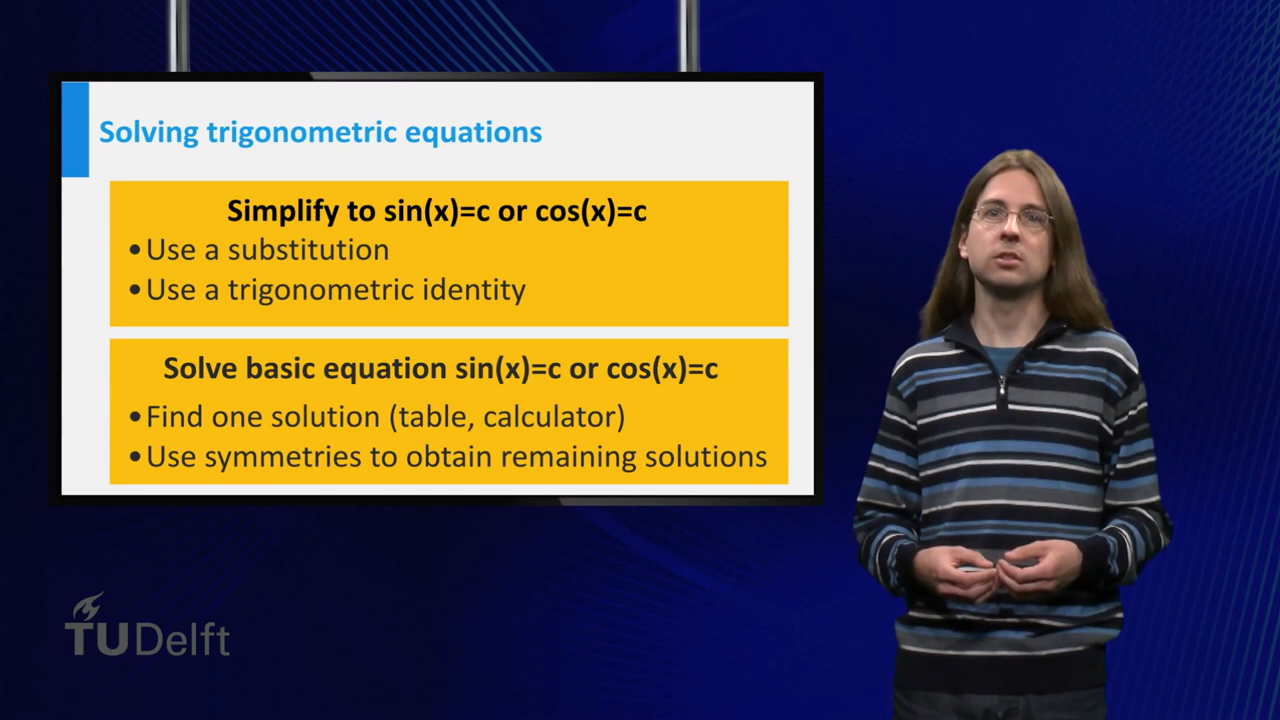 Solving trigonometric equations
Simplify to sin(x)=c or cos(x)=c
•Use a substitution
•Use a trigonometric identity
Solve basic equation sin(x)=c or cos(x)=c
•Find one solution (table, calculator)
•Use symmetries to obtain remaining solutions
TUDelft